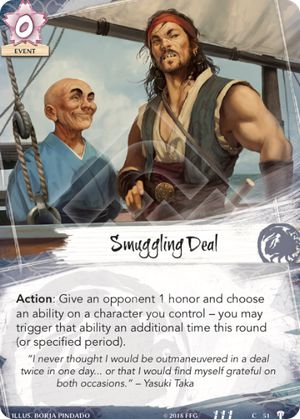 0
EVENT
Smuggling Deal
Action: Give an opponent 1 honor and choose
an ability on a character you control – you may
trigger that ability an additional time this round
(or specified period).
"I never thought I would be outmaneuvered in a deal
twice in one day... or that I would find myself grateful on
both occasions." – Yasuki Taka
ILLUS. BORJA PINDADO
©2018 FFG
111
C 51